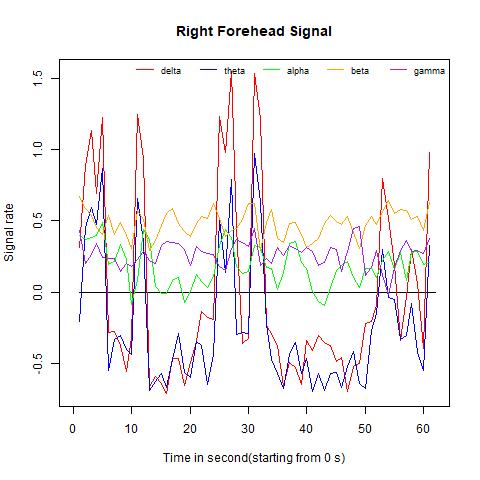 Right Forehead Signal
delta theta alpha beta gamma
Signal rate
1.5
1.0
0.5
0.0
-0.5
0 10 20 30 40 50 60
Time in second(starting from 0 s)